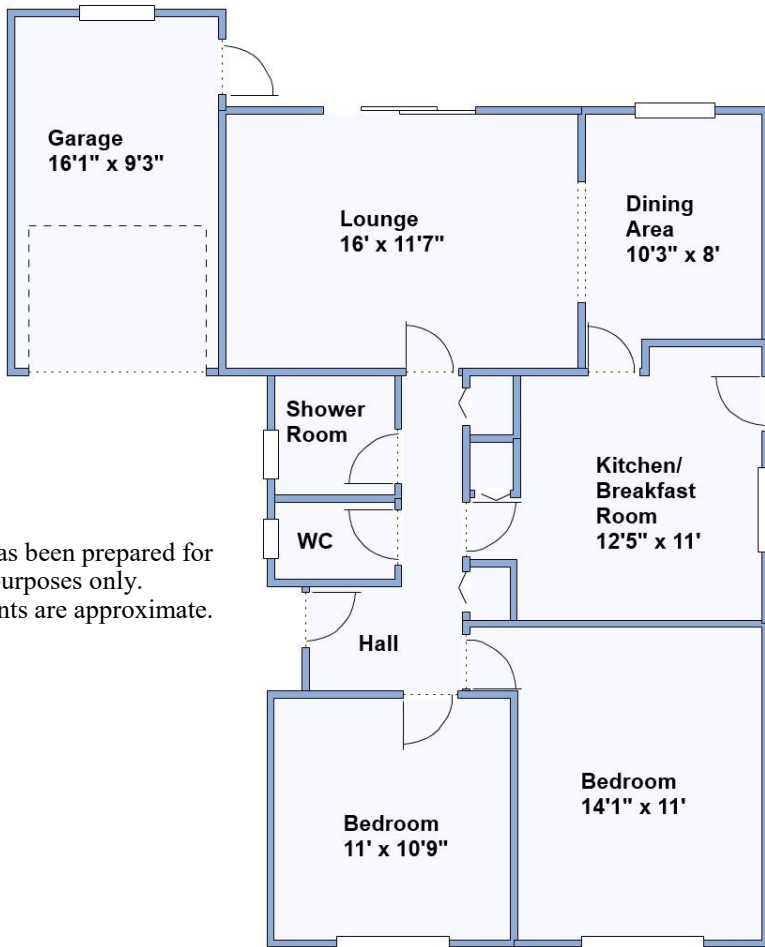 Garage
16'1" x 9'3"
Lounge
16' x 11'7"
Dining
Area
10'3" x 8'
Shower
Room
Kitchen/
Breakfast
Room
12'5" x 11'
WC
as been prepared for
urposes only.
nts are approximate.
Hall
Bedroom
14'1" x 11'
Bedroom
11' x 10'9"